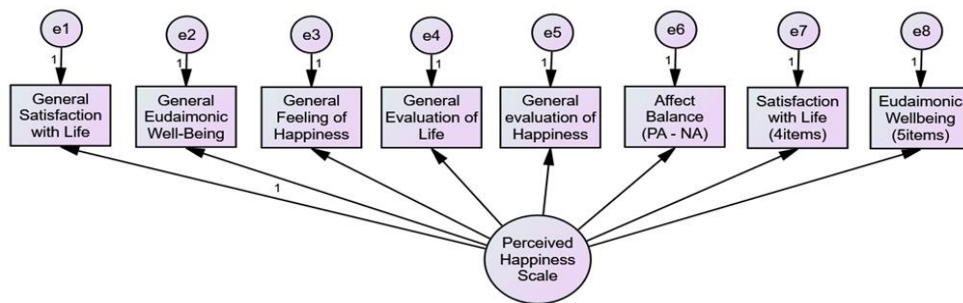 e1
e2
e3
e4
e5
e6
e7
e8
1
1
1
1
1
1
1
1
General
Satisfaction
with Life
General
Eudaimonic
Well-Being
General
Feeling of
Happiness
General
Evaluation of
Life
General
evaluation of
Happiness
Affect
Balance
(PA - NA)
Satisfaction
with Life
(4items)
Eudaimonic
Wellbeing
(5items)
1
Perceived
Happiness
Scale